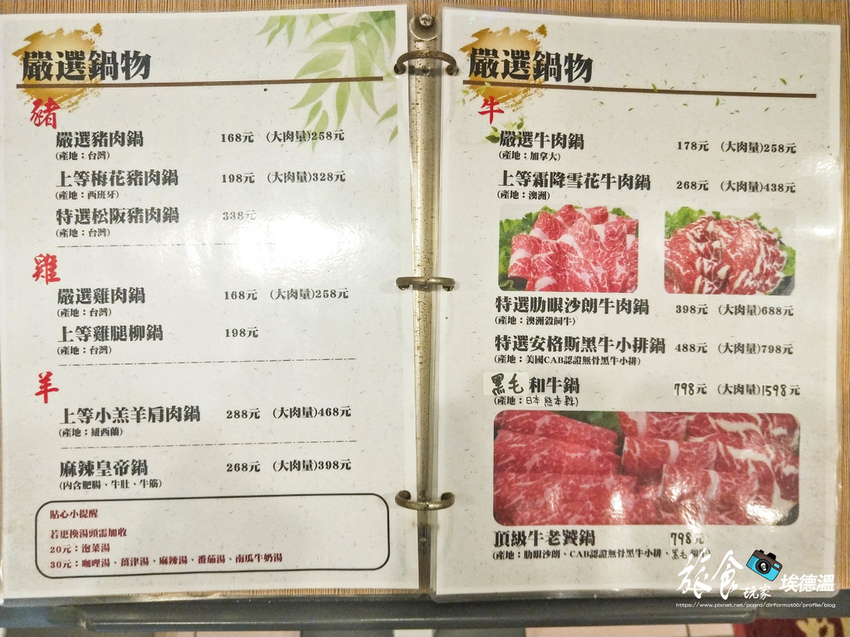 嚴選鍋物
豬
嚴選豬肉鍋 168元 (大肉量)258元
(產地：台灣)
上等梅花豬肉鍋 198元 (大肉量)328元
(產地：西班牙)
特選松阪豬肉鍋 338元
(產地：台灣)
雞
嚴選雞肉鍋 168元 (大肉量)258元
(產地：台灣)
上等雞腿柳鍋 198元
(產地：台灣)
羊
上等小羔羊肩肉鍋 288元 (大肉量)468元
(產地：紐西蘭)
麻辣皇帝鍋 268元 (大肉量)398元
(內含肥腸、牛肚、牛筋)
貼心小提醒
若更換湯頭需加收
20元：泡菜湯
30元：咖哩湯、蒟津湯、麻辣湯、番茄湯、南瓜牛奶湯
嚴選鍋物
牛
嚴選牛肉鍋 178元 (大肉量)258元
(產地：加拿大)
上等霜降雪花牛肉鍋 268元 (大肉量)438元
(產地：澳洲)
特選肋眼沙朗牛肉鍋 398元 (大肉量)688元
(產地：澳洲穀飼牛)
特選安格斯黑牛小排鍋 488元 (大肉量)798元
(產地：美國CAB認證無骨黑牛小排)
黑毛和牛鍋 798元 (大肉量)1598元
(產地：日本 熊本縣)
頂級牛老饕鍋 798元
(產地：肋眼沙朗、CAB認證無骨黑牛小排、黑毛
旅食玩家 埃德溫
https://www.pixnet.net/pcard/dirformat00/profile/blog